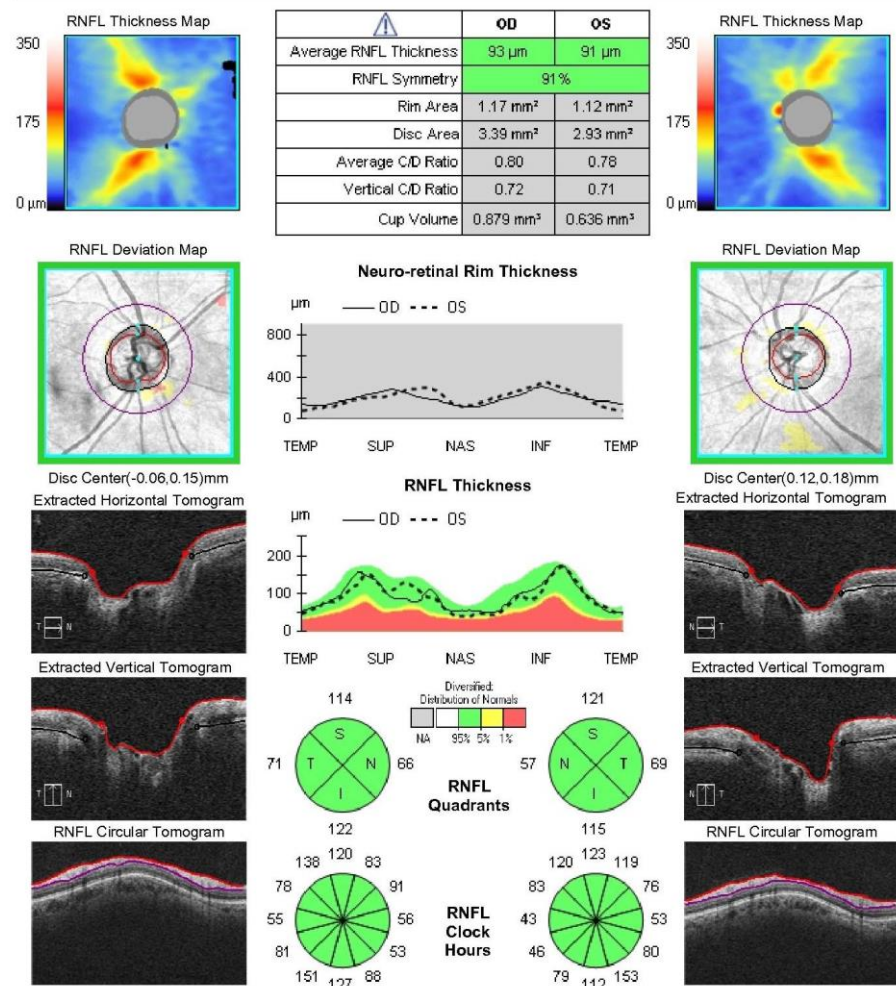 RNFL Thickness Map
350
175
0 µm
OD OS
Average RNFL Thickness 93 µm 91 µm
RNFL Symmetry 91%
Rim Area 1.17 mm² 1.12 mm²
Disc Area 3.39 mm² 2.93 mm²
Average C/D Ratio 0.80 0.78
Vertical C/D Ratio 0.72 0.71
Cup Volume 0.879 mm³ 0.636 mm³
RNFL Thickness Map
350
175
0 µm
RNFL Deviation Map
Disc Center(-0.06,0.15)mm
Neuro-retinal Rim Thickness
µm OD OS
800
400
0
TEMP SUP NAS INF TEMP
RNFL Deviation Map
Disc Center(0.12,0.18)mm
Extracted Horizontal Tomogram
T N
RNFL Thickness
µm OD OS
200
100
0
TEMP SUP NAS INF TEMP
Extracted Horizontal Tomogram
N T
Extracted Vertical Tomogram
T N
Diversified:
Distribution of Normals
NA 95% 5% 1%
114
S
71 T N 66
I
122
RNFL
Quadrants
121
S
57 N T 69
I
115
Extracted Vertical Tomogram
N T
RNFL Circular Tomogram
120
138 83
78 91
55 56
81 53
151 88
127
RNFL
Clock
Hours
123
120 119
83 76
43 53
46 80
79 153
112
RNFL Circular Tomogram